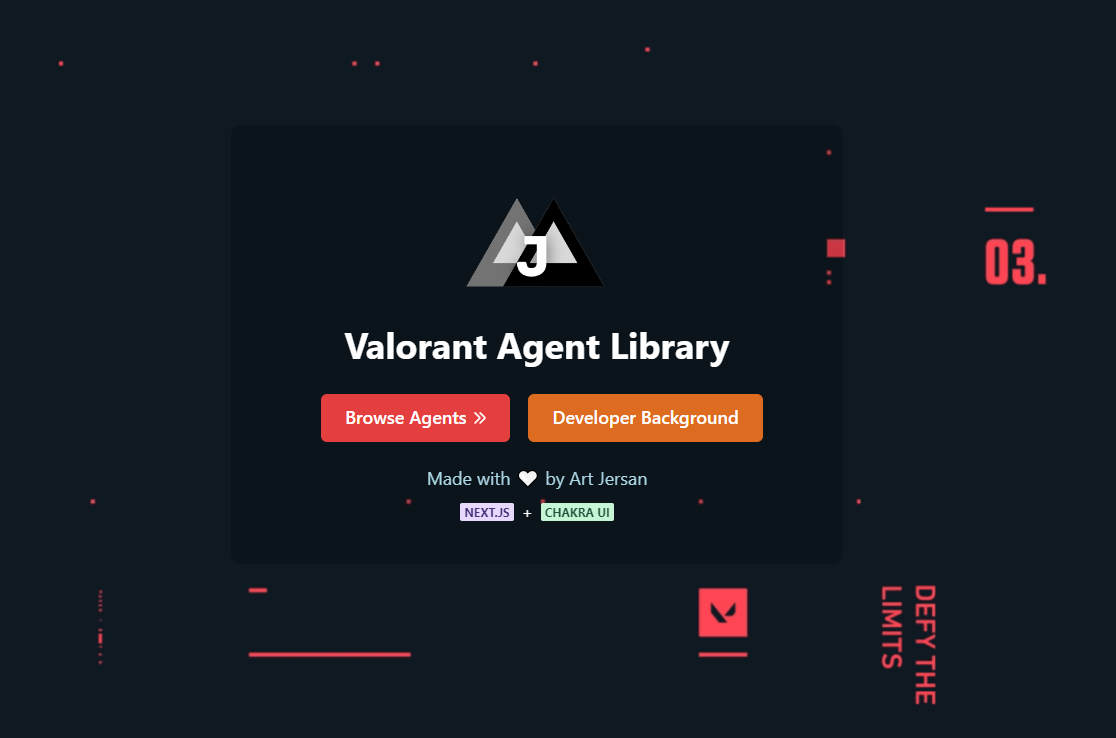 J
Valorant Agent Library
Browse Agents
Developer Background
Made with 🤍 by Art Jersan
NEXT.JS + CHAKRA UI
03.
DEFY THE
LIMITS